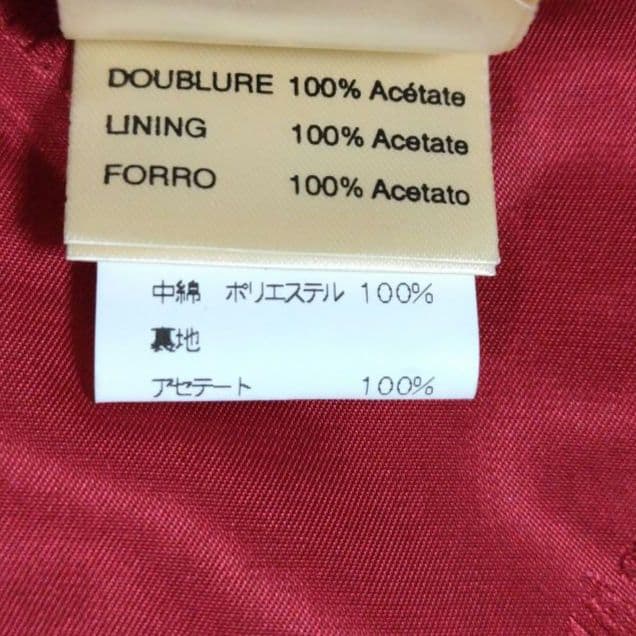 DOUBLURE 100% Acétate
LINING 100% Acetate
FORRO 100% Acetato
中綿 ポリエステル 100%
裏地
アセテート 100%